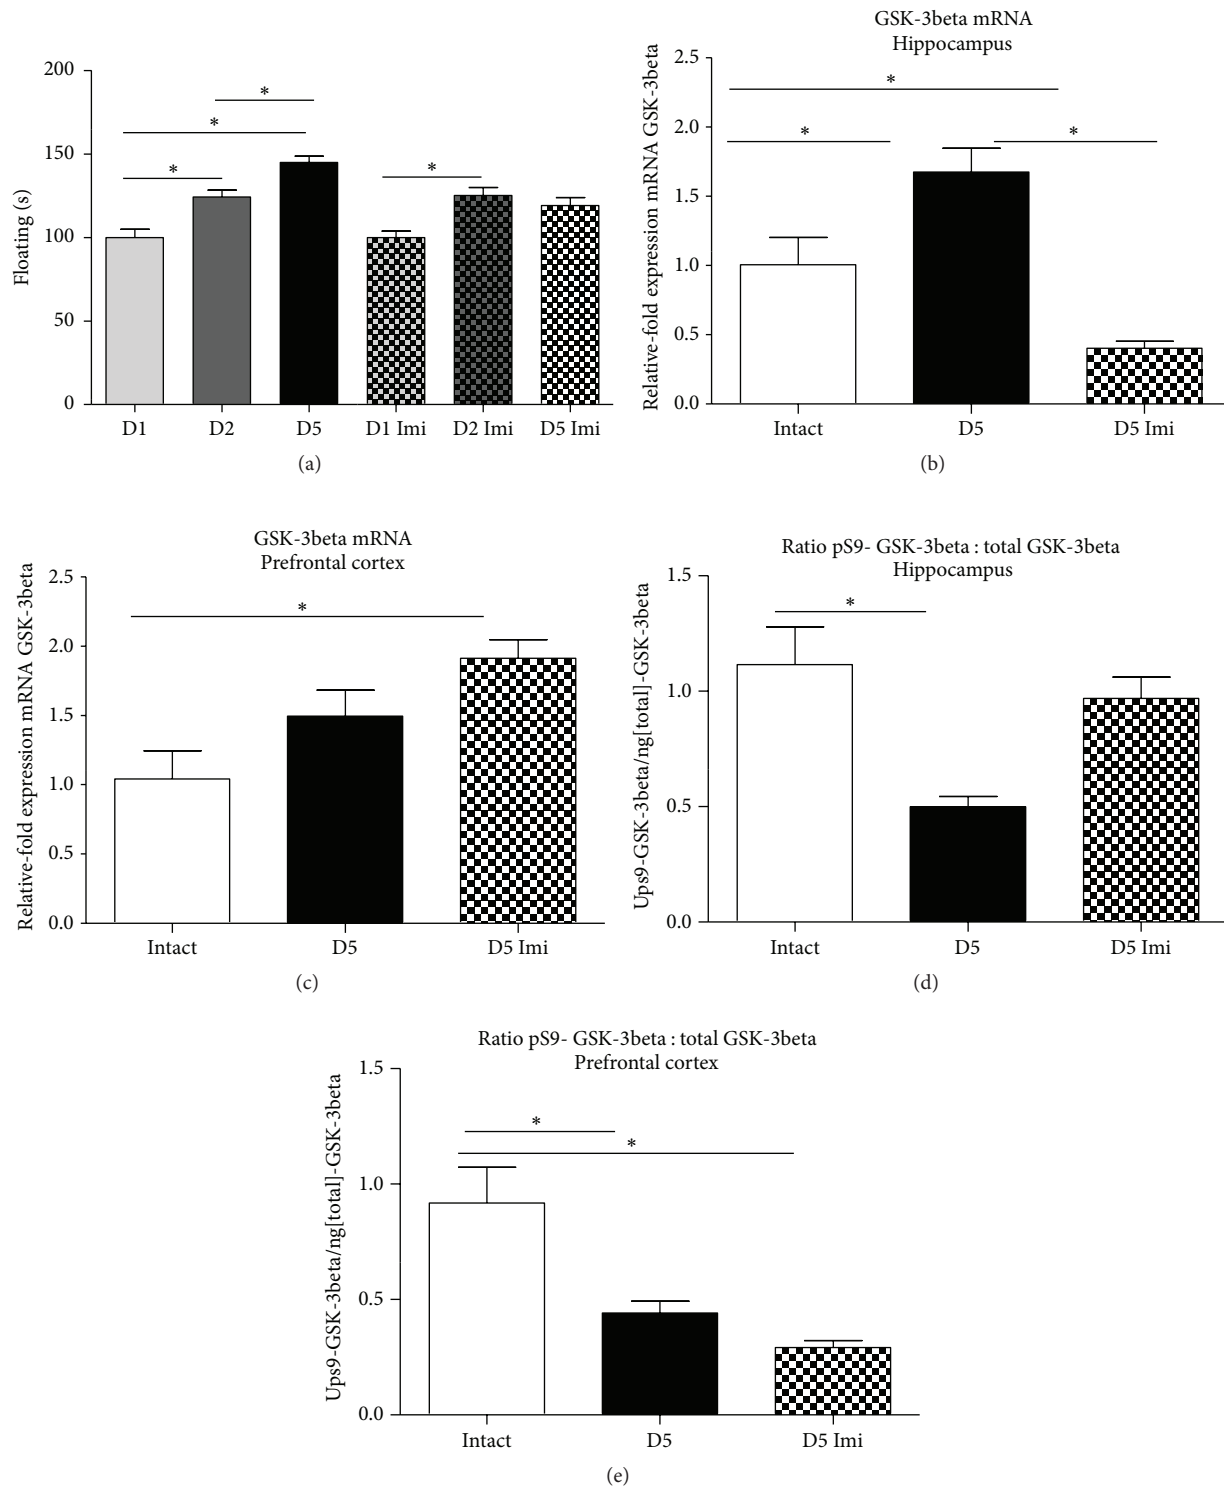 Floating (s)
200
150
100
50
0
* * * *
D1 D2 D5 D1 Imi D2 Imi D5 Imi
(a)
GSK-3beta mRNA
Hippocampus
Relative-fold expression mRNA GSK-3beta
2.5
2.0
1.5
1.0
0.5
0.0
* * *
Intact D5 D5 Imi
(b)
GSK-3beta mRNA
Prefrontal cortex
Relative-fold expression mRNA GSK-3beta
2.5
2.0
1.5
1.0
0.5
0.0
*
Intact D5 D5 Imi
(c)
Ratio pS9- GSK-3beta : total GSK-3beta
Hippocampus
Ups9-GSK-3beta/ng[total]-GSK-3beta
1.5
1.0
0.5
0.0
*
Intact D5 D5 Imi
(d)
Ratio pS9- GSK-3beta : total GSK-3beta
Prefrontal cortex
Ups9-GSK-3beta/ng[total]-GSK-3beta
1.5
1.0
0.5
0.0
* *
Intact D5 D5 Imi
(e)